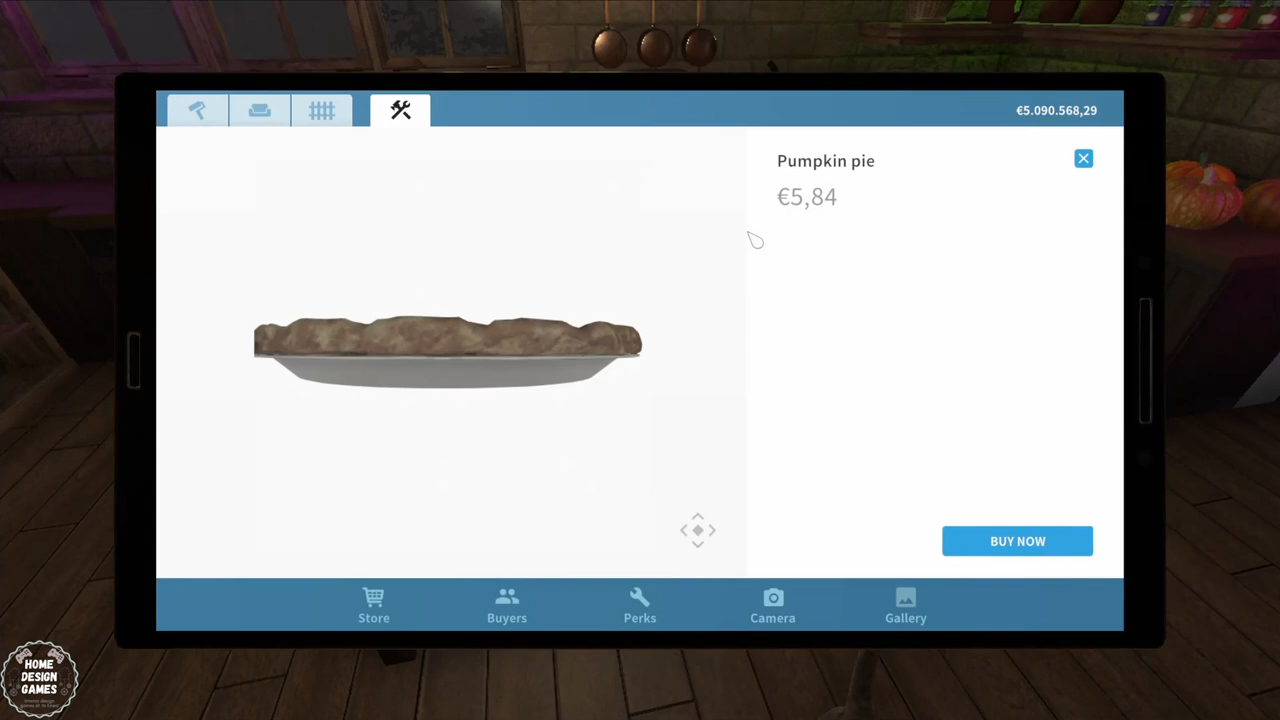 €5.090.568,29
Pumpkin pie
€5,84
BUY NOW
Store
Buyers
Perks
Camera
Gallery
HOME
DESIGN
GAMES